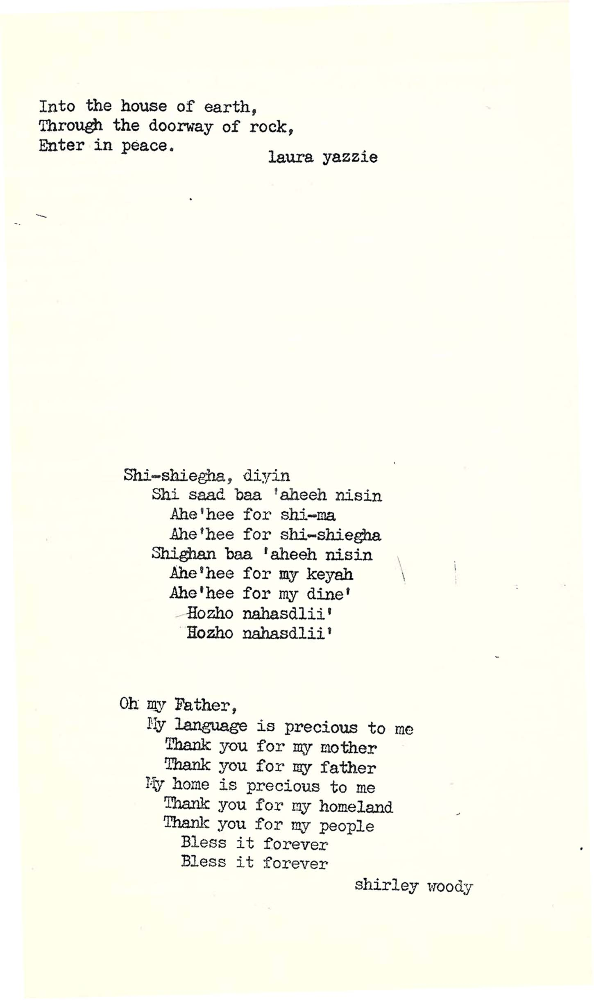 Into the house of earth,
Through the doorway of rock,
Enter in peace.
laura yazzie
Shi-shiegha, diyin
Shi saad baa 'aheeh nisin
Ahe'hee for shi-ma
Ahe'hee for shi-shiegha
Shighan baa 'aheeh nisin
Ahe'hee for my keyah
Ahe'hee for my dine'
Hozho nahasdlii'
Hozho nahasdlii'
Oh my Father,
My language is precious to me
Thank you for my mother
Thank you for my father
My home is precious to me
Thank you for my homeland
Thank you for my people
Bless it forever
Bless it forever
shirley woody